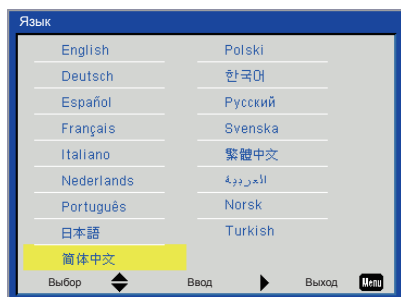 Язык
English
Deutsch
Español
Français
Italiano
Nederlands
Português
日本語
简体中文
Polski
한국어
Русский
Svenska
繁體中文
العربية
Norsk
Turkish
Выбор Ввод Выход Menu